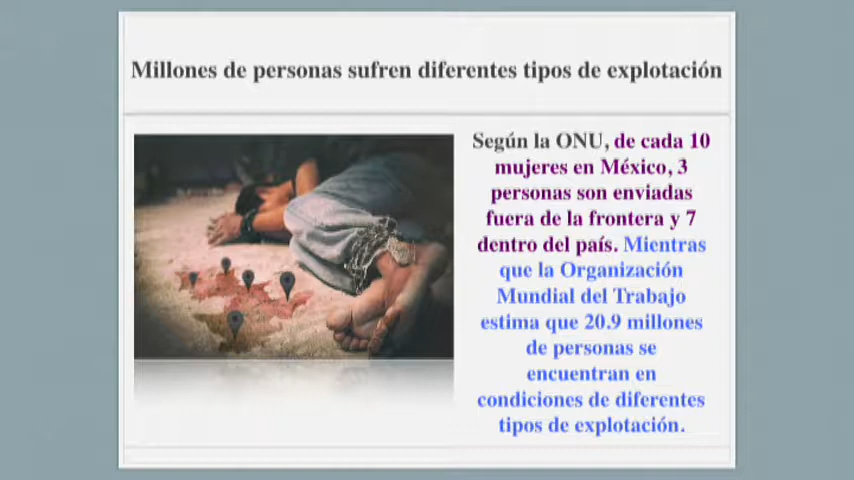 Millones de personas sufren diferentes tipos de explotación
Según la ONU, de cada 10
mujeres en México, 3
personas son enviadas
fuera de la frontera y 7
dentro del país. Mientras
que la Organización
Mundial del Trabajo
estima que 20.9 millones
de personas se
encuentran en
condiciones de diferentes
tipos de explotación.